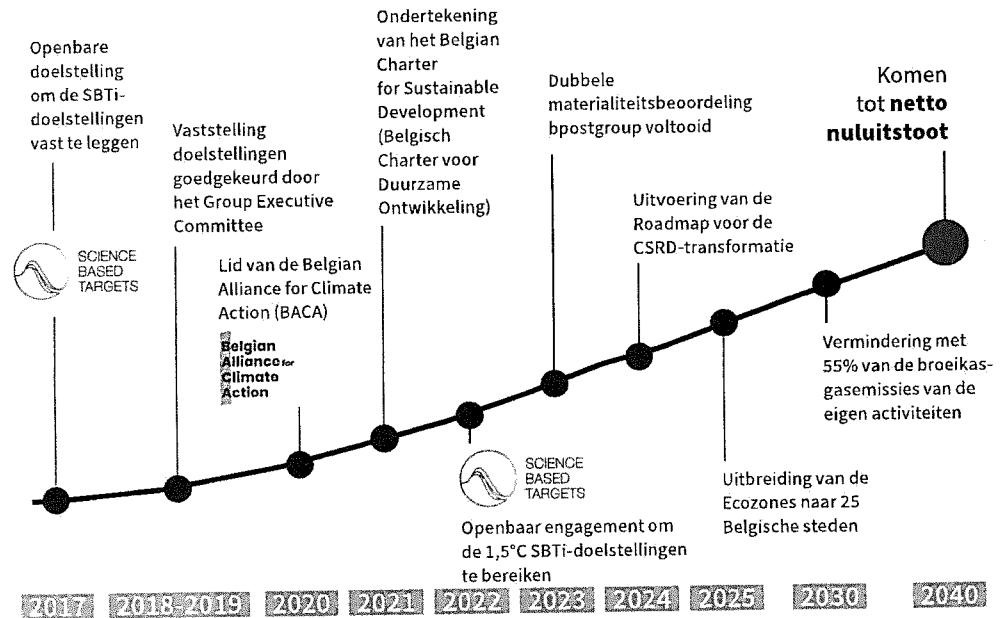 Openbare
doelstelling
om de SBTi-
doelstellingen
vast te leggen
SCIENCE
BASED
TARGETS
Vaststelling
doelstellingen
goedgekeurd door
het Group Executive
Committee
Lid van de Belgian
Alliance for Climate
Action (BACA)
Belgian
Alliance for
Climate
Action
Ondertekening
van het Belgian
Charter
for Sustainable
Development
(Belgisch
Charter voor
Duurzame
Ontwikkeling)
SCIENCE
BASED
TARGETS
Openbaar engagement om
de 1,5°C SBTi-doelstellingen
te bereiken
Dubbele
materialiteitsbeoordeling
bpostgroup voltooid
Uitvoering van de
Roadmap voor de
CSRD-transformatie
Uitbreiding van de
Ecozones naar 25
Belgische steden
Vermindering met
55% van de broeikas-
gasemissies van de
eigen activiteiten
Komen
tot netto
nuluitstoot
2017 2018-2019 2020 2021 2022 2023 2024 2025 2030 2040